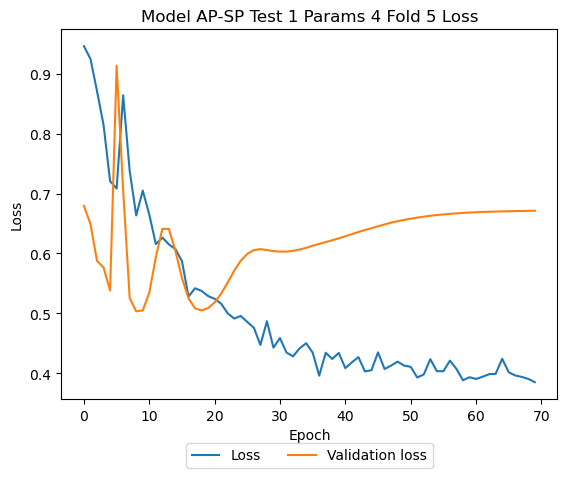 Model AP-SP Test 1 Params 4 Fold 5 Loss
Loss
0.9
0.8
0.7
0.6
0.5
0.4
0 10 20 30 40 50 60 70
Epoch
Loss Validation loss